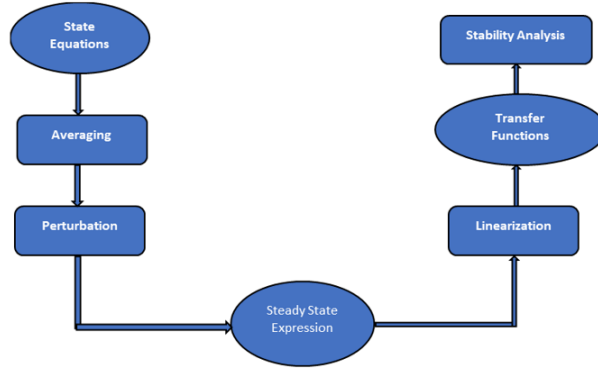 State
Equations
Averaging
Perturbation
Steady State
Expression
Linearization
Transfer
Functions
Stability Analysis